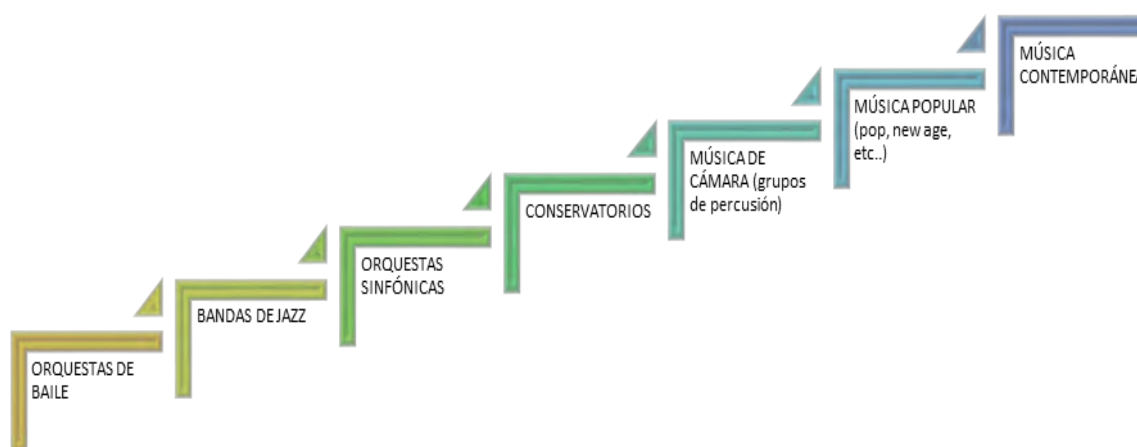 ORQUESTAS DE
BAILE
BANDAS DE JAZZ
ORQUESTAS
SINFÓNICAS
CONSERVATORIOS
MÚSICA DE
CÁMARA (grupos
de percusión)
MÚSICA POPULAR
(pop, new age,
etc..)
MÚSICA
CONTEMPORÁNEA